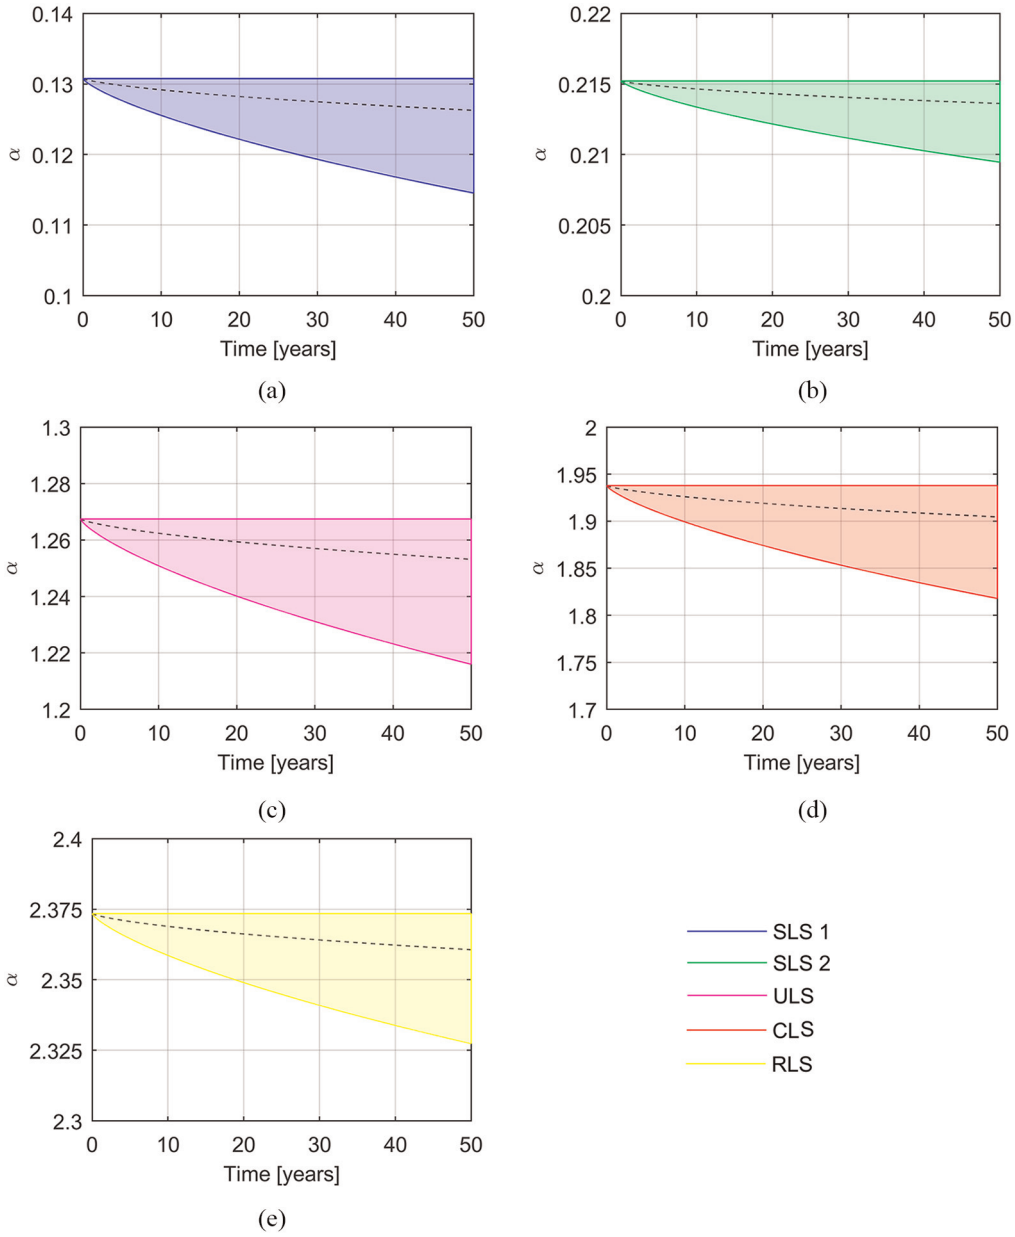 0.14
0.13
0.12
0.11
0.1
α
0 10 20 30 40 50
Time [years]
(a)
0.22
0.215
0.21
0.205
0.2
α
0 10 20 30 40 50
Time [years]
(b)
1.3
1.28
1.26
1.24
1.22
1.2
α
0 10 20 30 40 50
Time [years]
(c)
2
1.95
1.9
1.85
1.8
1.75
1.7
α
0 10 20 30 40 50
Time [years]
(d)
2.4
2.375
2.35
2.325
2.3
α
0 10 20 30 40 50
Time [years]
(e)
SLS 1
SLS 2
ULS
CLS
RLS